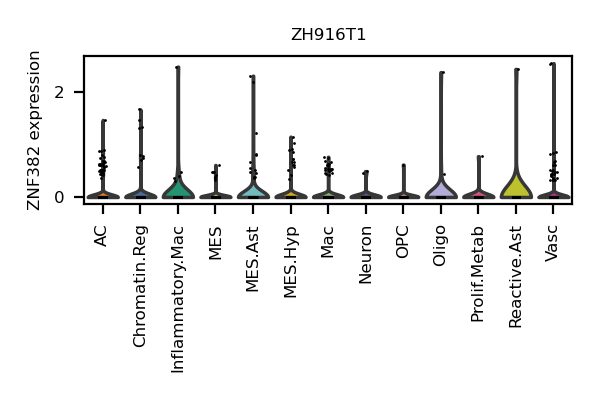 ZH916T1
ZNF382 expression
2
0
AC
Chromatin.Reg
Inflammatory.Mac
MES
MES.Ast
MES.Hyp
Mac
Neuron
OPC
Oligo
Prolif.Metab
Reactive.Ast
Vasc